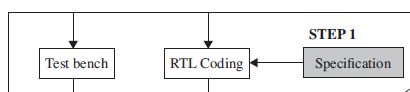 STEP 1
Test bench
RTL Coding
Specification